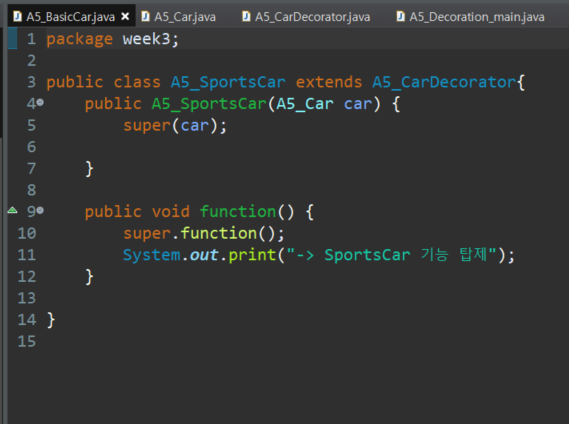 A5_BasicCar.java A5_Car.java A5_CarDecorator.java A5_Decoration_main.java
1 package week3;
2
3 public class A5_SportsCar extends A5_CarDecorator{
4 public A5_SportsCar(A5_Car car) {
5 super(car);
6
7 }
8
9 public void function() {
10 super.function();
11 System.out.print("-> SportsCar 기능 탑제");
12 }
13
14 }
15